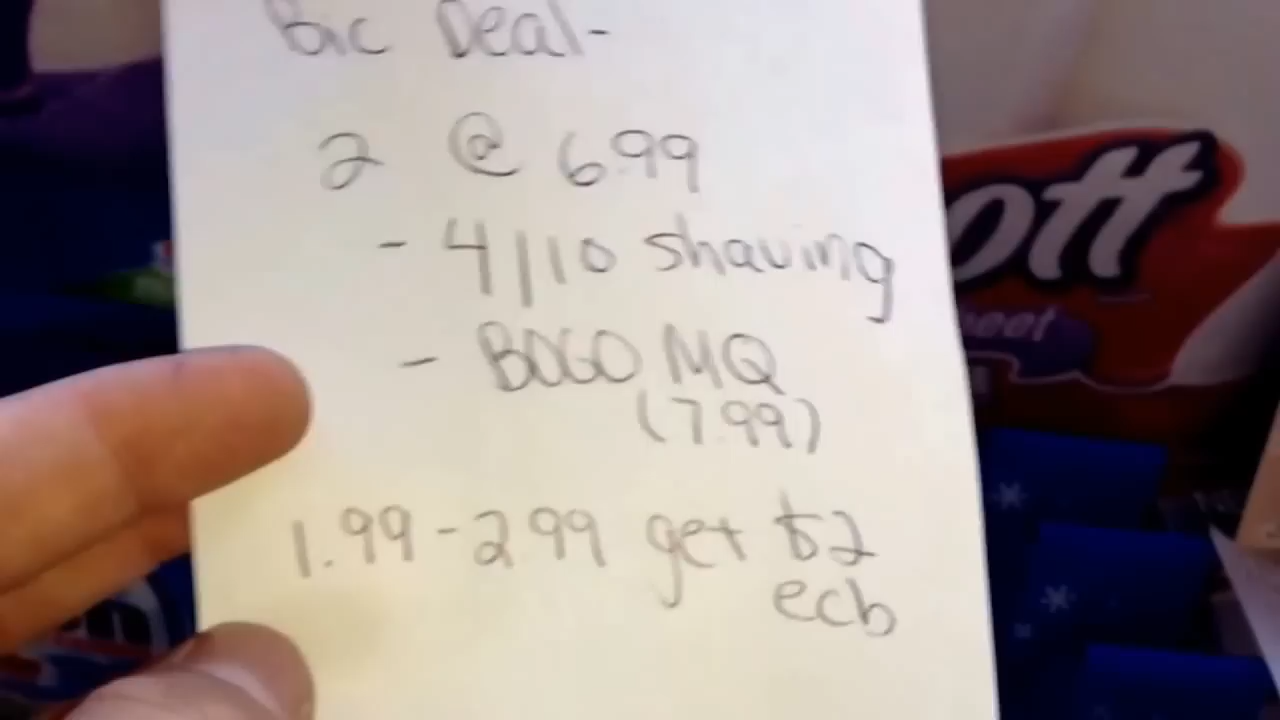 Bic Deal-
2 @ 6.99
- 4/10 shaving
- BOGO MQ
(7.99)
1.99-2.99 get $2
ecb
ott